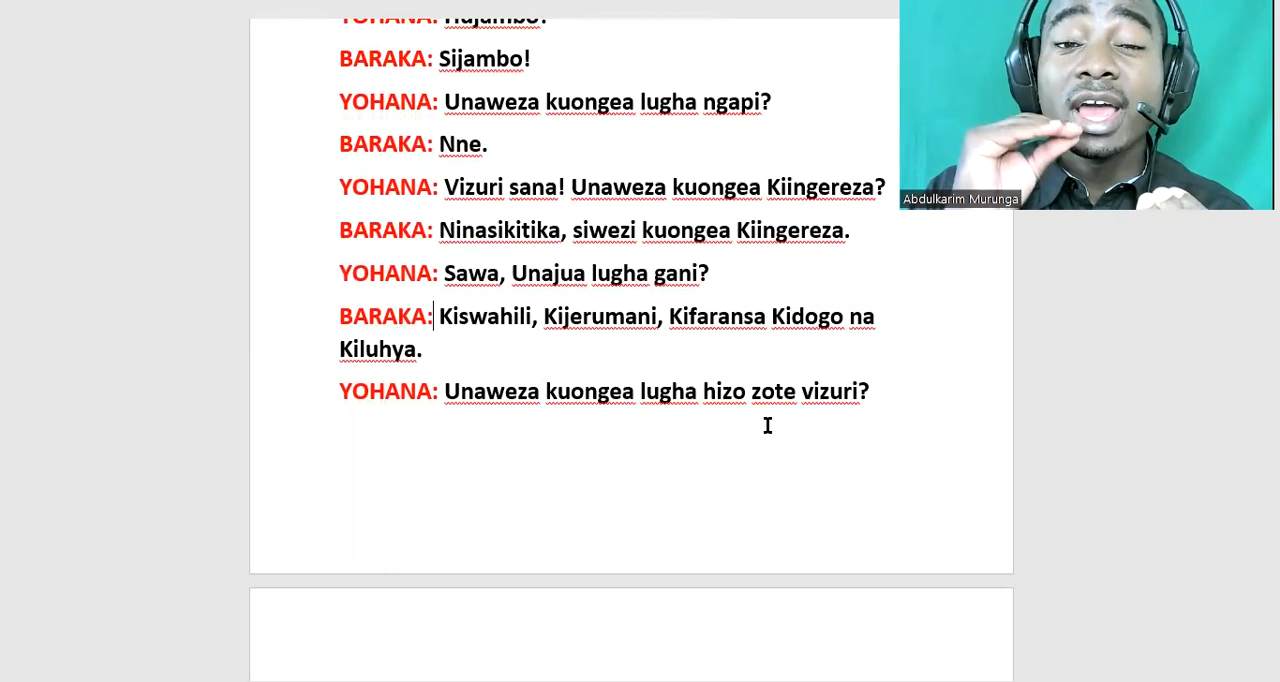 YOHANA: Hujambo!
BARAKA: Sijambo!
YOHANA: Unaweza kuongea lugha ngapi?
BARAKA: Nne.
YOHANA: Vizuri sana! Unaweza kuongea Kiingereza?
BARAKA: Ninasikitika, siwezi kuongea Kiingereza.
YOHANA: Sawa, Unajua lugha gani?
BARAKA: Kiswahili, Kijerumani, Kifaransa Kidogo na
Kiluhya.
YOHANA: Unaweza kuongea lugha hizo zote vizuri?
Abdulkarim Murunga